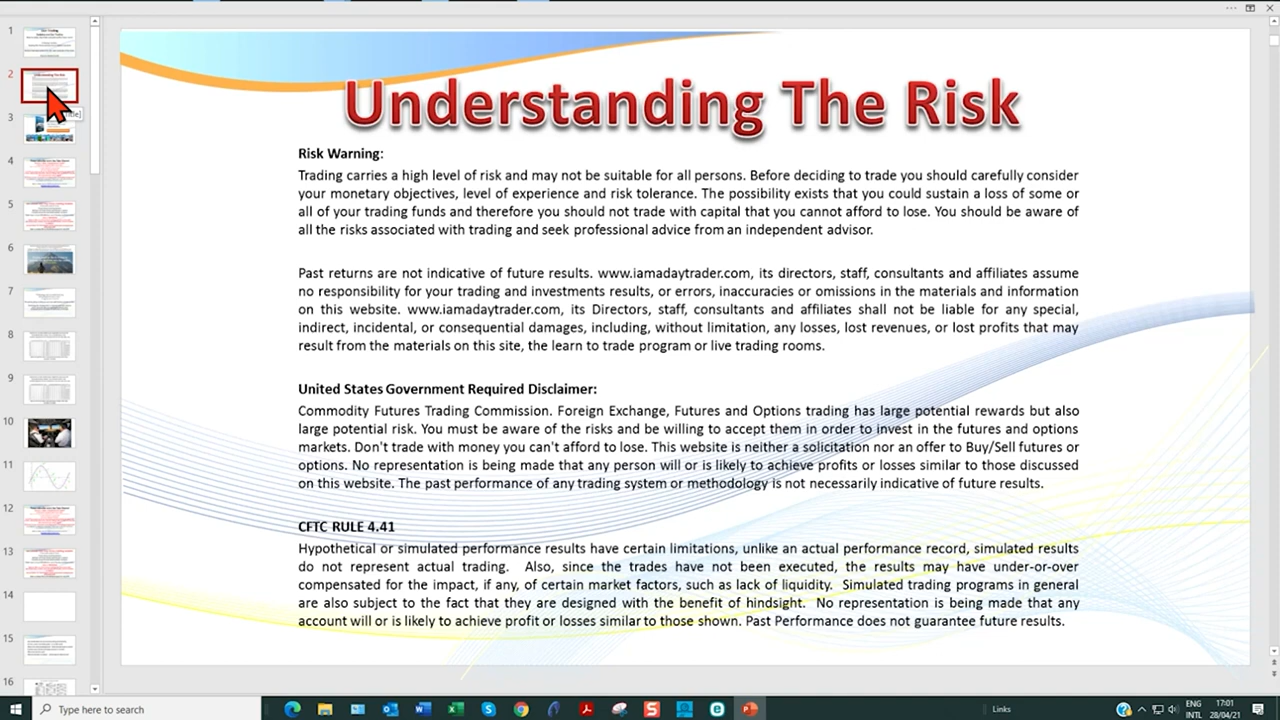 Understanding The Risk
Risk Warning:
Trading carries a high level of risk and may not be suitable for all persons. Before deciding to trade you should carefully consider
your monetary objectives, level of experience and risk tolerance. The possibility exists that you could sustain a loss of some or
all of your trading funds and therefore you should not trade with capital that you cannot afford to lose. You should be aware of
all the risks associated with trading and seek professional advice from an independent advisor.
Past returns are not indicative of future results. www.iamadaytrader.com, its directors, staff, consultants and affiliates assume
no responsibility for your trading and investments results, or errors, inaccuracies or omissions in the materials and information
on this website. www.iamadaytrader.com, its Directors, staff, consultants and affiliates shall not be liable for any special,
indirect, incidental, or consequential damages, including, without limitation, any losses, lost revenues, or lost profits that may
result from the materials on this site, the learn to trade program or live trading rooms.
United States Government Required Disclaimer:
Commodity Futures Trading Commission. Foreign Exchange, Futures and Options trading has large potential rewards but also
large potential risk. You must be aware of the risks and be willing to accept them in order to invest in the futures and options
markets. Don't trade with money you can't afford to lose. This website is neither a solicitation nor an offer to Buy/Sell futures or
options. No representation is being made that any person will or is likely to achieve profits or losses similar to those discussed
on this website. The past performance of any trading system or methodology is not necessarily indicative of future results.
CFTC RULE 4.41
Hypothetical or simulated performance results have certain limitations, like an actual performance record, simulated results
do not represent actual trading. Also, since the trades have not been executed, the results may have under-or-over
compensated for the impact, if any, of certain market factors, such as lack of liquidity. Simulated trading programs in general
are also subject to the fact that they are designed with the benefit of hindsight. No representation is being made that any
account will or is likely to achieve profit or losses similar to those shown. Past Performance does not guarantee future results.
1
2
3
4
5
6
7
8
9
10
11
12
13
14
15
16
Type here to search
Links
ENG
INTL
17:01
28/04/21